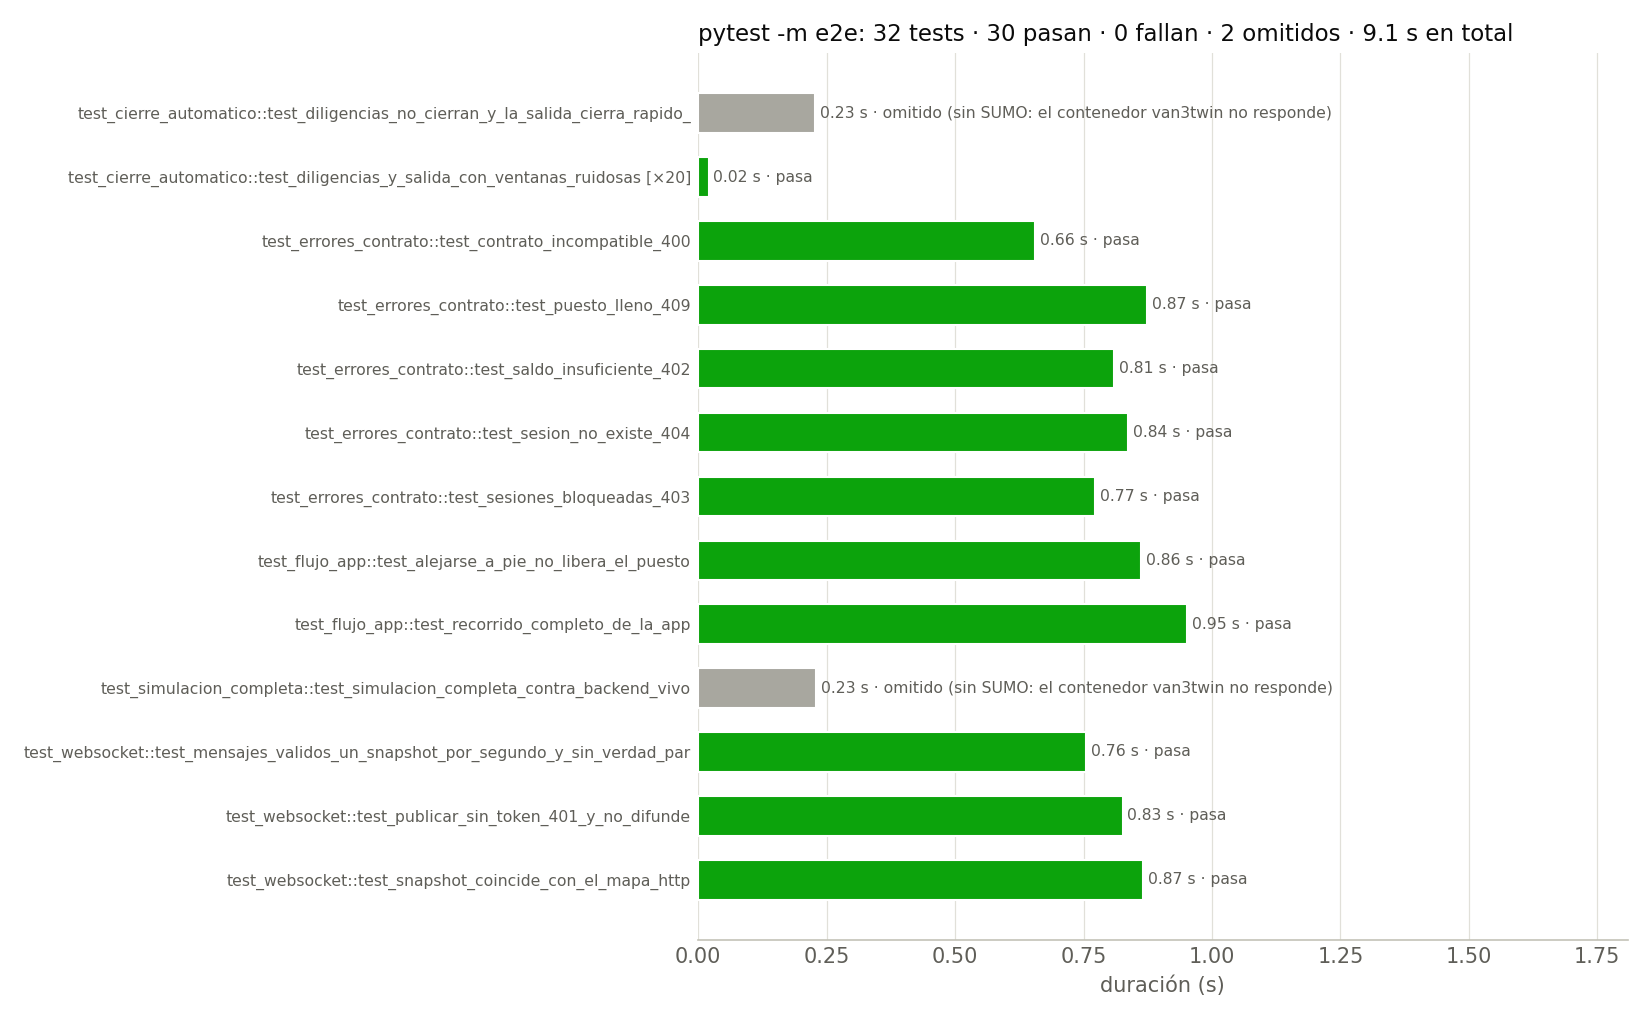 pytest -m e2e: 32 tests · 30 pasan · 0 fallan · 2 omitidos · 9.1 s en total
test_cierre_automatico::test_diligencias_no_cierran_y_la_salida_cierra_rapido_ 0.23 s · omitido (sin SUMO: el contenedor van3twin no responde)
test_cierre_automatico::test_diligencias_y_salida_con_ventanas_ruidosas [×20] 0.02 s · pasa
test_errores_contrato::test_contrato_incompatible_400 0.66 s · pasa
test_errores_contrato::test_puesto_lleno_409 0.87 s · pasa
test_errores_contrato::test_saldo_insuficiente_402 0.81 s · pasa
test_errores_contrato::test_sesion_no_existe_404 0.84 s · pasa
test_errores_contrato::test_sesiones_bloqueadas_403 0.77 s · pasa
test_flujo_app::test_alejarse_a_pie_no_libera_el_puesto 0.86 s · pasa
test_flujo_app::test_recorrido_completo_de_la_app 0.95 s · pasa
test_simulacion_completa::test_simulacion_completa_contra_backend_vivo 0.23 s · omitido (sin SUMO: el contenedor van3twin no responde)
test_websocket::test_mensajes_validos_un_snapshot_por_segundo_y_sin_verdad_par 0.76 s · pasa
test_websocket::test_publicar_sin_token_401_y_no_difunde 0.83 s · pasa
test_websocket::test_snapshot_coincide_con_el_mapa_http 0.87 s · pasa
0.00 0.25 0.50 0.75 1.00 1.25 1.50 1.75
duración (s)